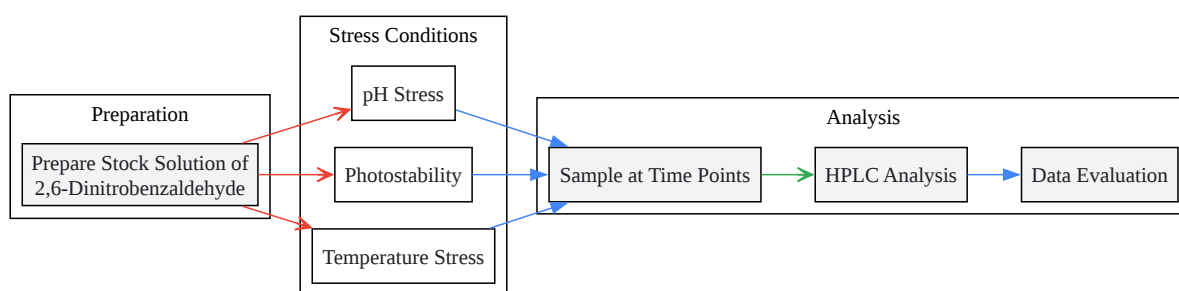 Preparation
Prepare Stock Solution of
2,6-Dinitrobenzaldehyde
Stress Conditions
pH Stress
Photostability
Temperature Stress
Analysis
Sample at Time Points
HPLC Analysis
Data Evaluation